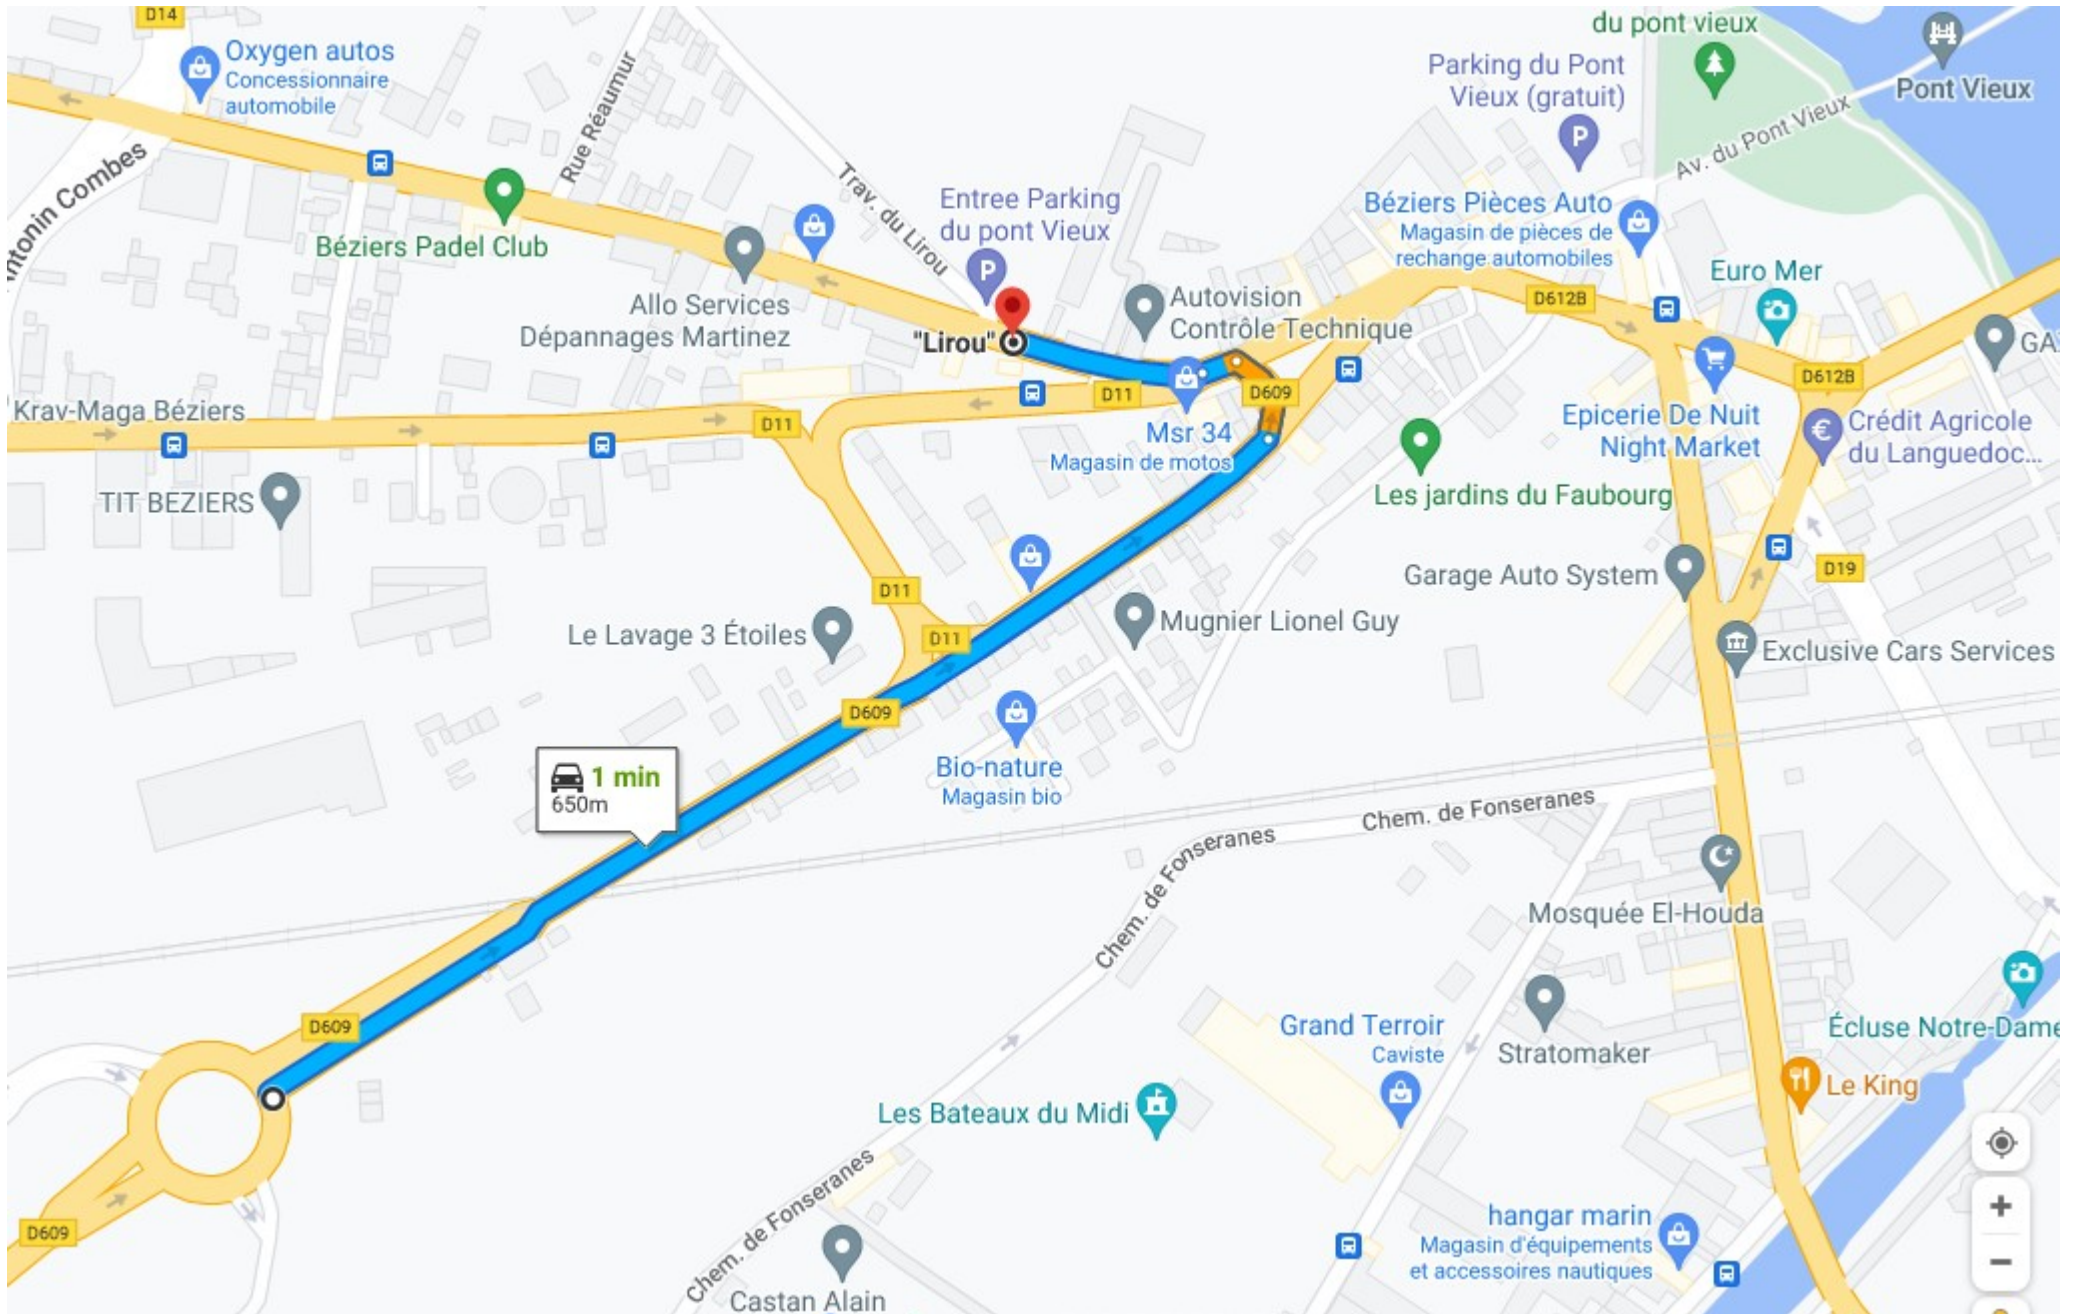 D14
Oxygen autos
Concessionnaire
automobile
du pont vieux
Parking du Pont
Vieux (gratuit)
Pont Vieux
Av. du Pont Vieux
Rue Réaumur
ntonin Combes
Trav. du Lirou
Entree Parking
du pont Vieux
Béziers Pièces Auto
Magasin de pièces de
rechange automobiles
Béziers Padel Club
Euro Mer
Allo Services
Dépannages Martinez
"Lirou"
Autovision
Contrôle Technique
D612B
GA
D612B
D11
D609
Krav-Maga Béziers
D11
Msr 34
Magasin de motos
Epicerie De Nuit
Night Market
Crédit Agricole
du Languedoc...
TIT BEZIERS
Les jardins du Faubourg
D11
Garage Auto System
D19
Le Lavage 3 Étoiles
D11
Mugnier Lionel Guy
Exclusive Cars Services
D609
1 min
650m
Bio-nature
Magasin bio
Chem. de Fonseranes
Chem. de Fonseranes
Mosquée El-Houda
D609
Grand Terroir
Caviste
Stratomaker
Écluse Notre-Dame
Le King
Les Bateaux du Midi
Chem. de Fonseranes
D609
hangar marin
Magasin d'équipements
et accessoires nautiques
Castan Alain